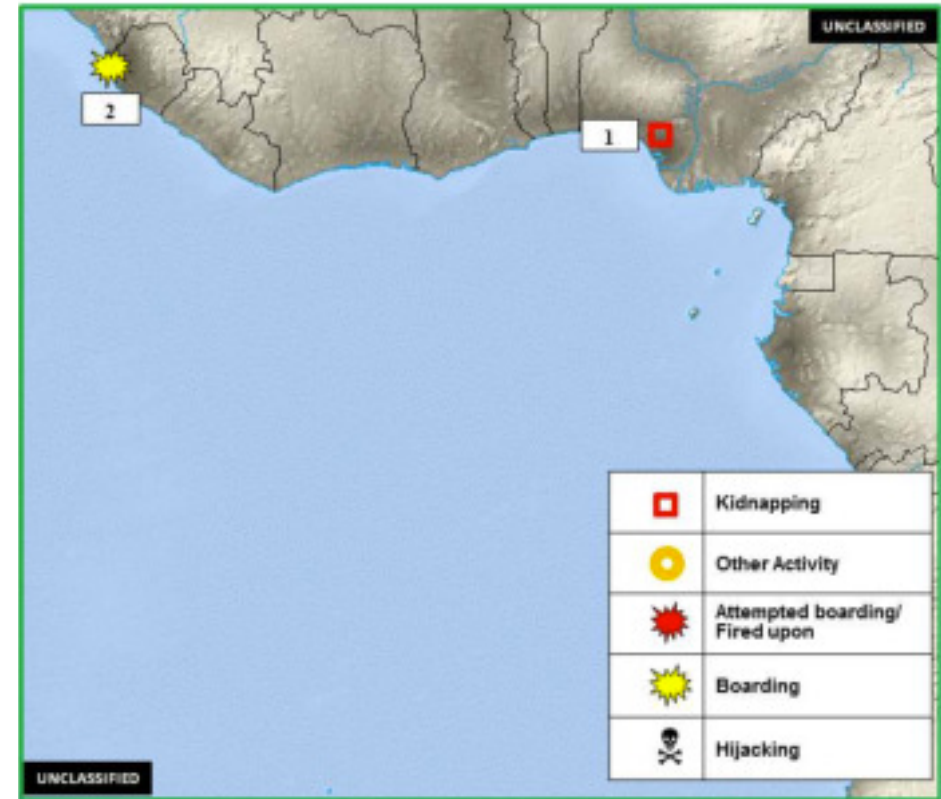 UNCLASSIFIED
2
1
Kidnapping
Other Activity
Attempted boarding/
Fired upon
Boarding
Hijacking
UNCLASSIFIED